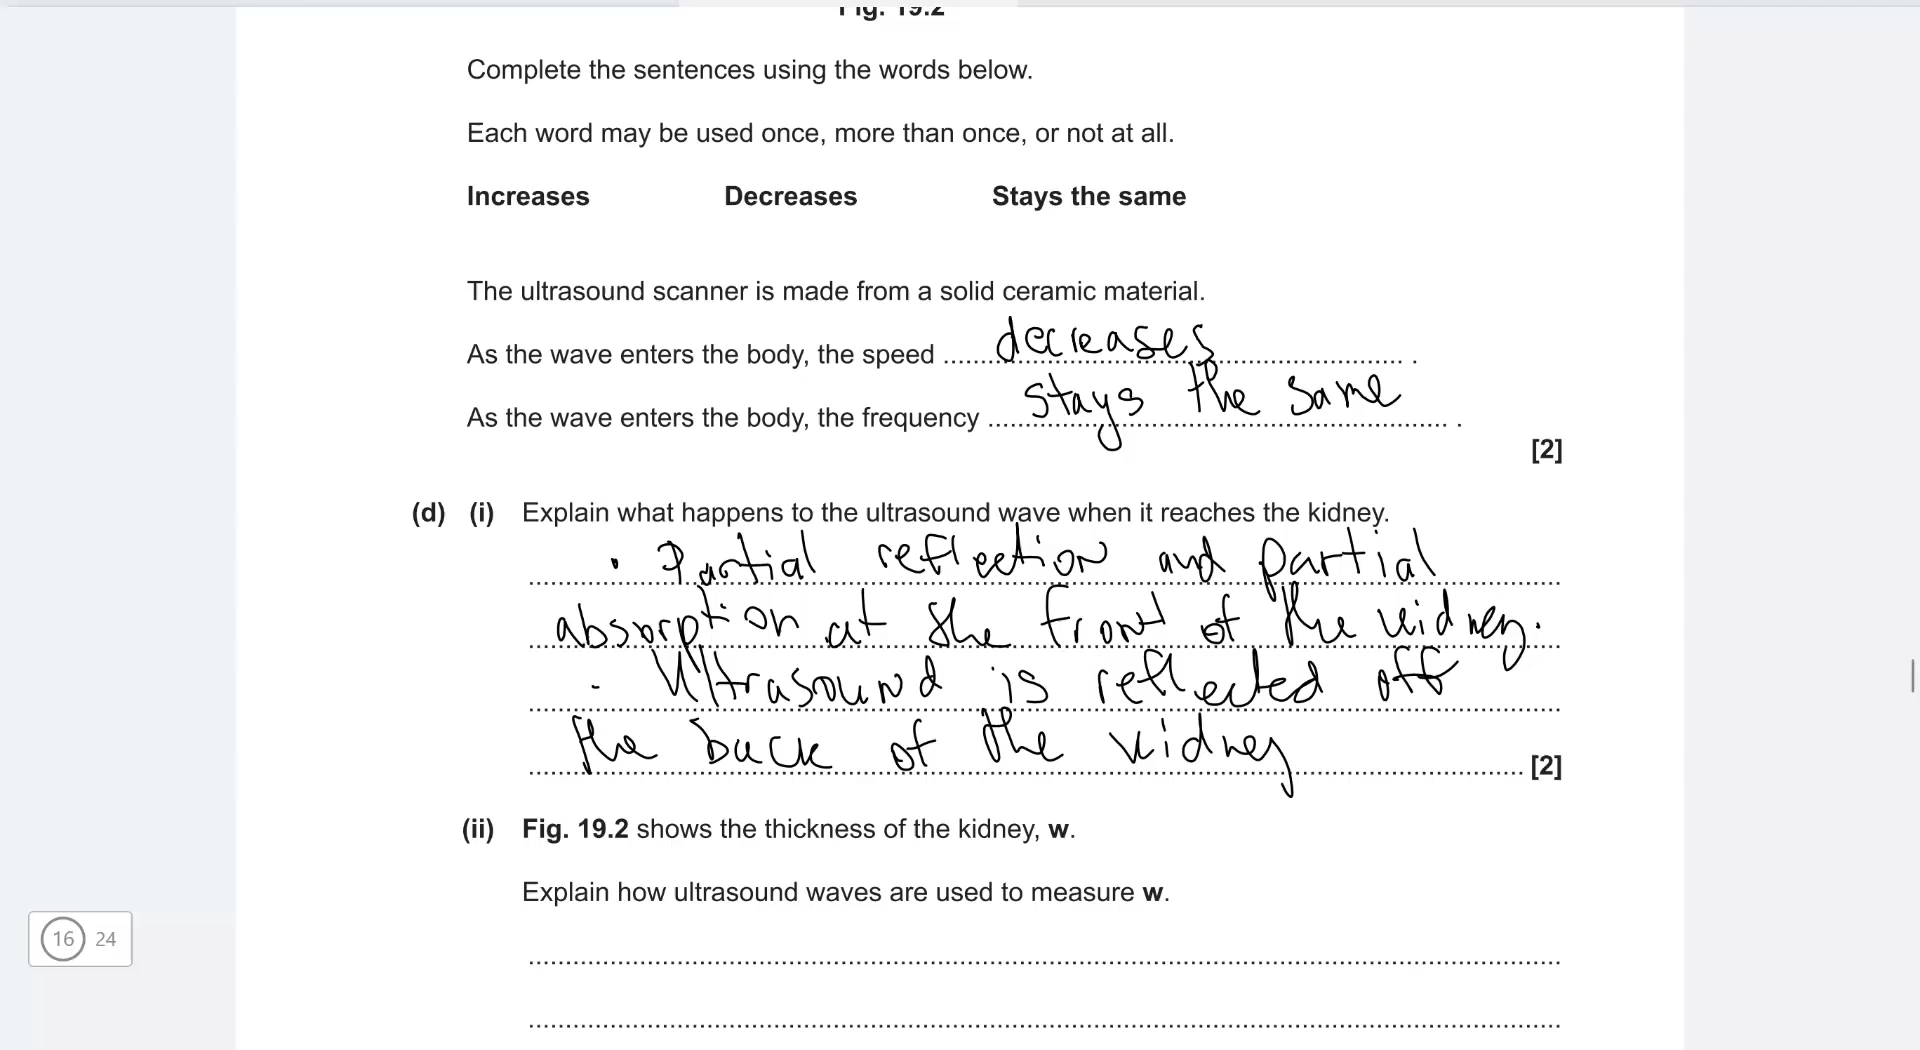 Fig. 19.2
Complete the sentences using the words below.
Each word may be used once, more than once, or not at all.
Increases Decreases Stays the same
The ultrasound scanner is made from a solid ceramic material.
As the wave enters the body, the speed decreases .
As the wave enters the body, the frequency stays the same .
[2]
(d) (i) Explain what happens to the ultrasound wave when it reaches the kidney.
· Partial reflection and partial
absorption at the front of the kidney.
- Ultrasound is reflected off
the back of the kidney [2]
(ii) Fig. 19.2 shows the thickness of the kidney, w.
Explain how ultrasound waves are used to measure w.
16 24